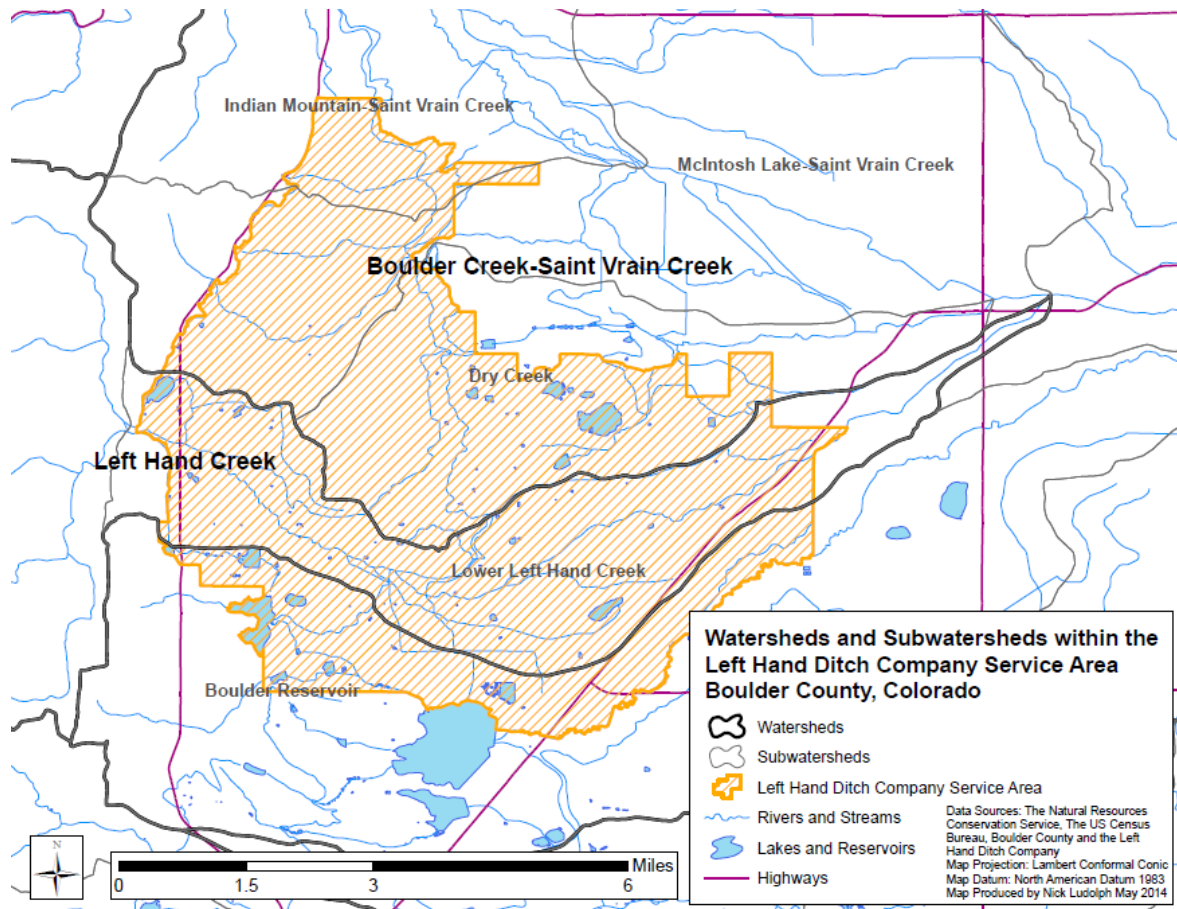 Indian Mountain-Saint Vrain Creek
McIntosh Lake-Saint Vrain Creek
Boulder Creek-Saint Vrain Creek
Dry Creek
Left Hand Creek
Lower Left Hand Creek
Boulder Reservoir
Watersheds and Subwatersheds within the
Left Hand Ditch Company Service Area
Boulder County, Colorado
Watersheds
Subwatersheds
Left Hand Ditch Company Service Area
Rivers and Streams
Lakes and Reservoirs
Highways
Data Sources: The Natural Resources
Conservation Service, The US Census
Bureau, Boulder County and the Left
Hand Ditch Company
Map Projection: Lambert Conformal Conic
Map Datum: North American Datum 1983
Map Produced by Nick Ludolph May 2014
N
Miles
0 1.5 3 6